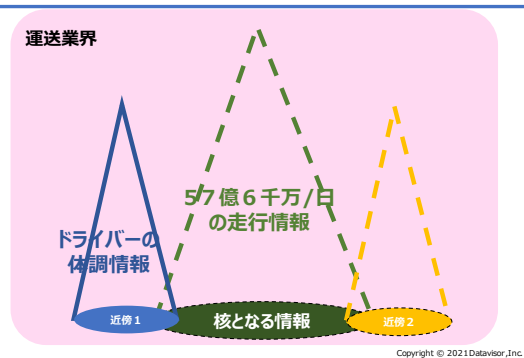 運送業界
57億6千万/日
の走行情報
ドライバーの
体調情報
近傍1
核となる情報
近傍2
Copyright © 2021 Datavisor,Inc.